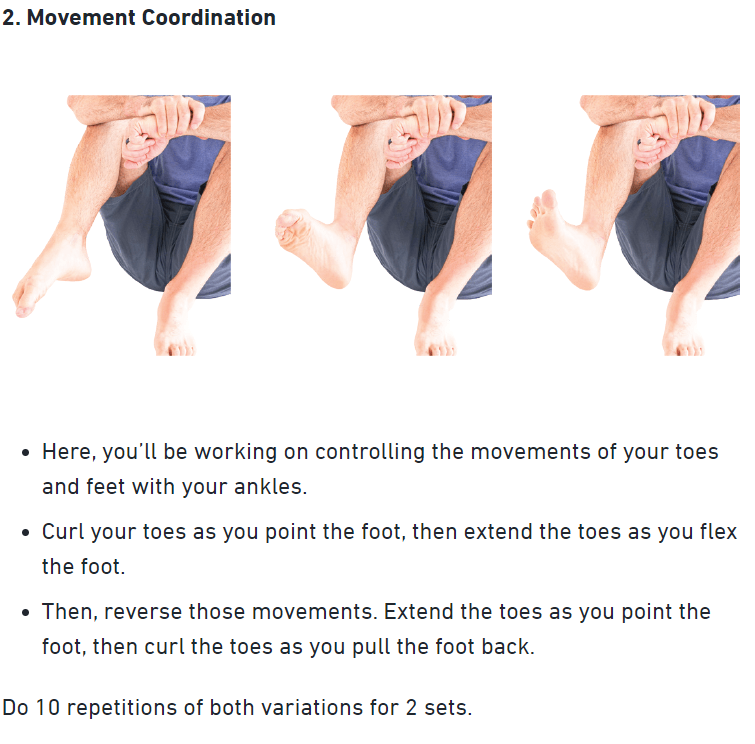 2. Movement Coordination
Here, you'll be working on controlling the movements of your toes
and feet with your ankles.
Curl your toes as you point the foot, then extend the toes as you flex
the foot.
Then, reverse those movements. Extend the toes as you point the
foot, then curl the toes as you pull the foot back.
Do 10 repetitions of both variations for 2 sets.